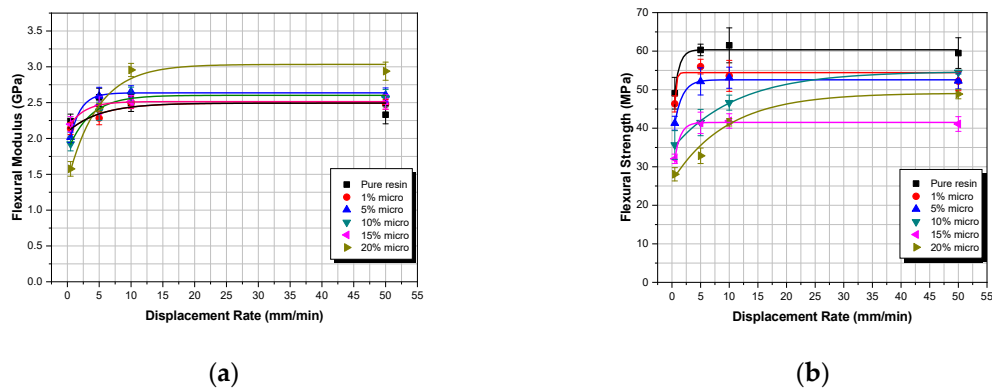 3.5
3.0
2.5
2.0
1.5
1.0
0.5
0.0
Flexural Modulus (GPa)
Pure resin
1% micro
5% micro
10% micro
15% micro
20% micro
0 5 10 15 20 25 30 35 40 45 50 55
Displacement Rate (mm/min)
(a)
70
60
50
40
30
20
10
0
Flexural Strength (MPa)
Pure resin
1% micro
5% micro
10% micro
15% micro
20% micro
0 5 10 15 20 25 30 35 40 45 50 55
Displacement Rate (mm/min)
(b)